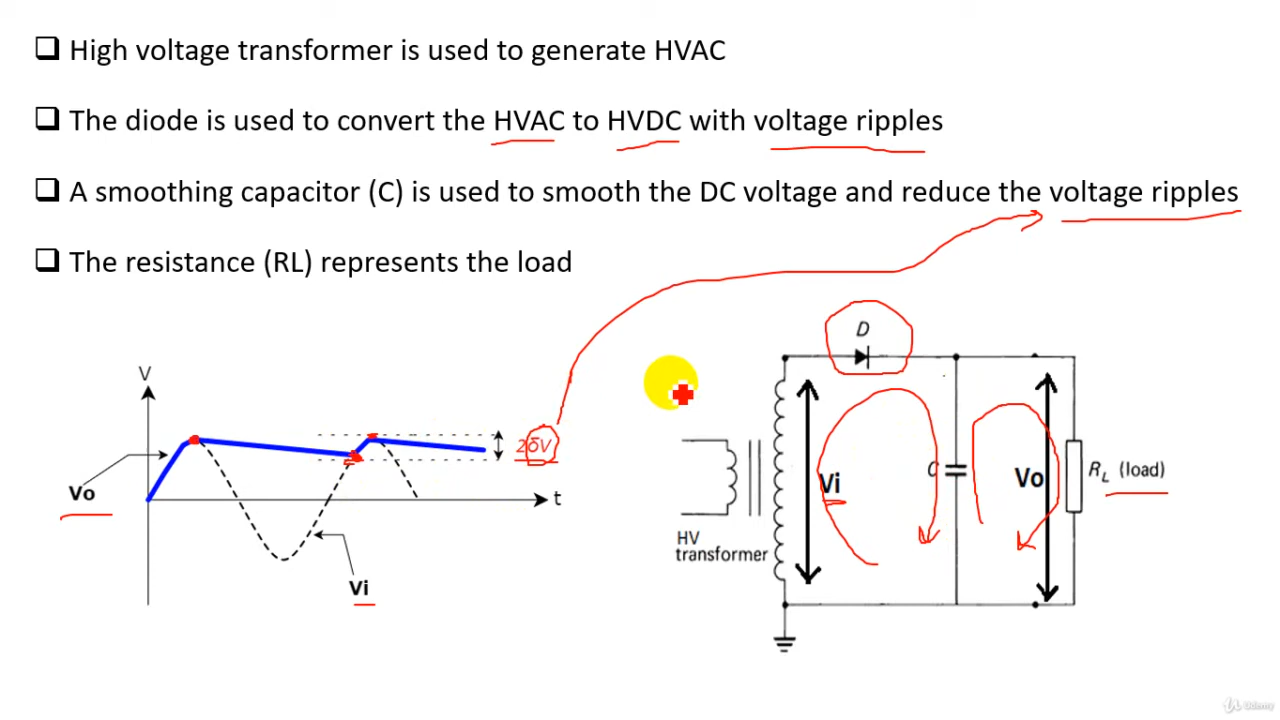 High voltage transformer is used to generate HVAC
The diode is used to convert the HVAC to HVDC with voltage ripples
A smoothing capacitor (C) is used to smooth the DC voltage and reduce the voltage ripples
The resistance (RL) represents the load
V
2δV
Vo
t
Vi
D
Vi
C
Vo
RL (load)
HV
transformer
Udemy